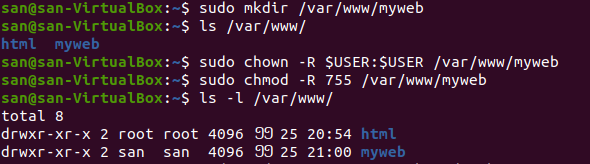 san@san-VirtualBox:~$ sudo mkdir /var/www/myweb
san@san-VirtualBox:~$ ls /var/www/
html myweb
san@san-VirtualBox:~$ sudo chown -R $USER:$USER /var/www/myweb
san@san-VirtualBox:~$ sudo chmod -R 755 /var/www/myweb
san@san-VirtualBox:~$ ls -l /var/www/
total 8
drwxr-xr-x 2 root root 4096 25 20:54 html
drwxr-xr-x 2 san san 4096 25 21:00 myweb